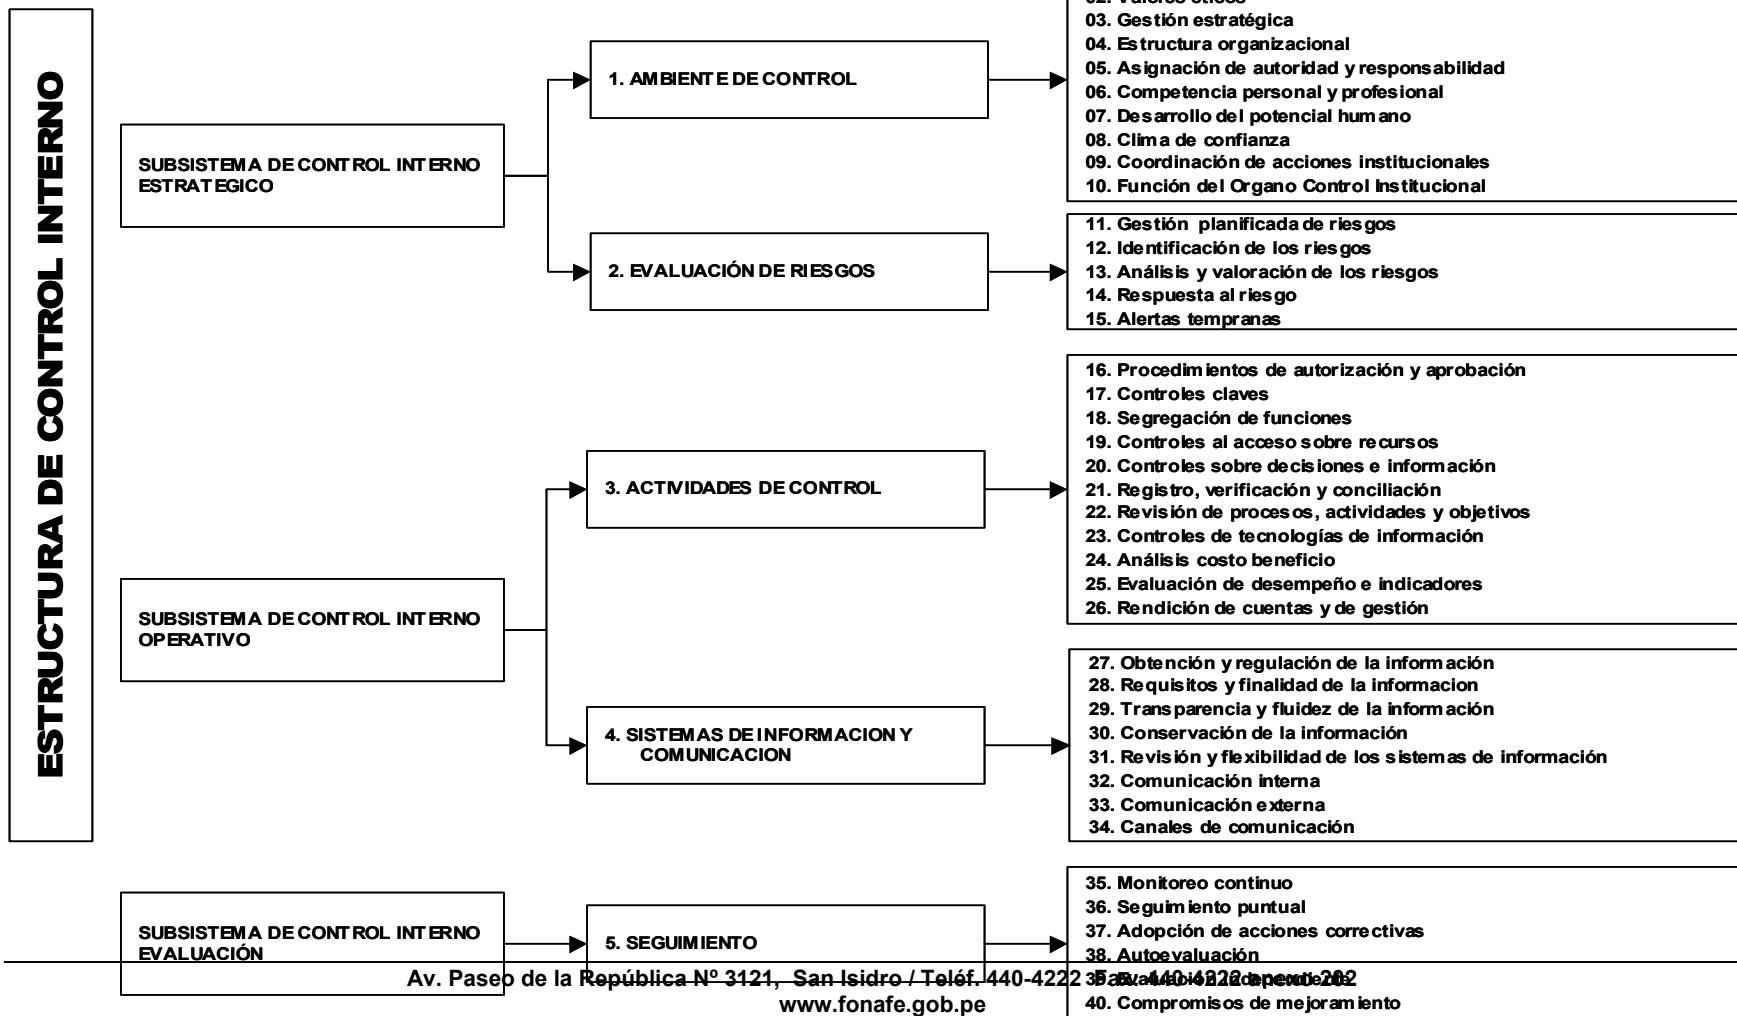 ESTRUCTURA DE CONTROL INTERNO
SUBSISTEMA DE CONTROL INTERNO
ESTRATEGICO
1. AMBIENTE DE CONTROL
03. Gestión estratégica
04. Estructura organizacional
05. Asignación de autoridad y responsabilidad
06. Competencia personal y profesional
07. Desarrollo del potencial humano
08. Clima de confianza
09. Coordinación de acciones institucionales
10. Función del Organo Control Institucional
2. EVALUACIÓN DE RIESGOS
11. Gestión planificada de riesgos
12. Identificación de los riesgos
13. Análisis y valoración de los riesgos
14. Respuesta al riesgo
15. Alertas tempranas
SUBSISTEMA DE CONTROL INTERNO
OPERATIVO
3. ACTIVIDADES DE CONTROL
16. Procedimientos de autorización y aprobación
17. Controles claves
18. Segregación de funciones
19. Controles al acceso sobre recursos
20. Controles sobre decisiones e información
21. Registro, verificación y conciliación
22. Revisión de procesos, actividades y objetivos
23. Controles de tecnologías de información
24. Análisis costo beneficio
25. Evaluación de desempeño e indicadores
26. Rendición de cuentas y de gestión
4. SISTEMAS DE INFORMACION Y
COMUNICACION
27. Obtención y regulación de la información
28. Requisitos y finalidad de la informacion
29. Transparencia y fluidez de la información
30. Conservación de la información
31. Revisión y flexibilidad de los sistemas de información
32. Comunicación interna
33. Comunicación externa
34. Canales de comunicación
SUBSISTEMA DE CONTROL INTERNO
EVALUACIÓN
5. SEGUIMIENTO
35. Monitoreo continuo
36. Seguimiento puntual
37. Adopción de acciones correctivas
38. Autoevaluación
39. Evaluación independiente
40. Compromisos de mejoramiento
Av. Paseo de la República Nº 3121, San Isidro / Teléf. 440-4222 Fax: 440-4222 anexo 202
www.fonafe.gob.pe